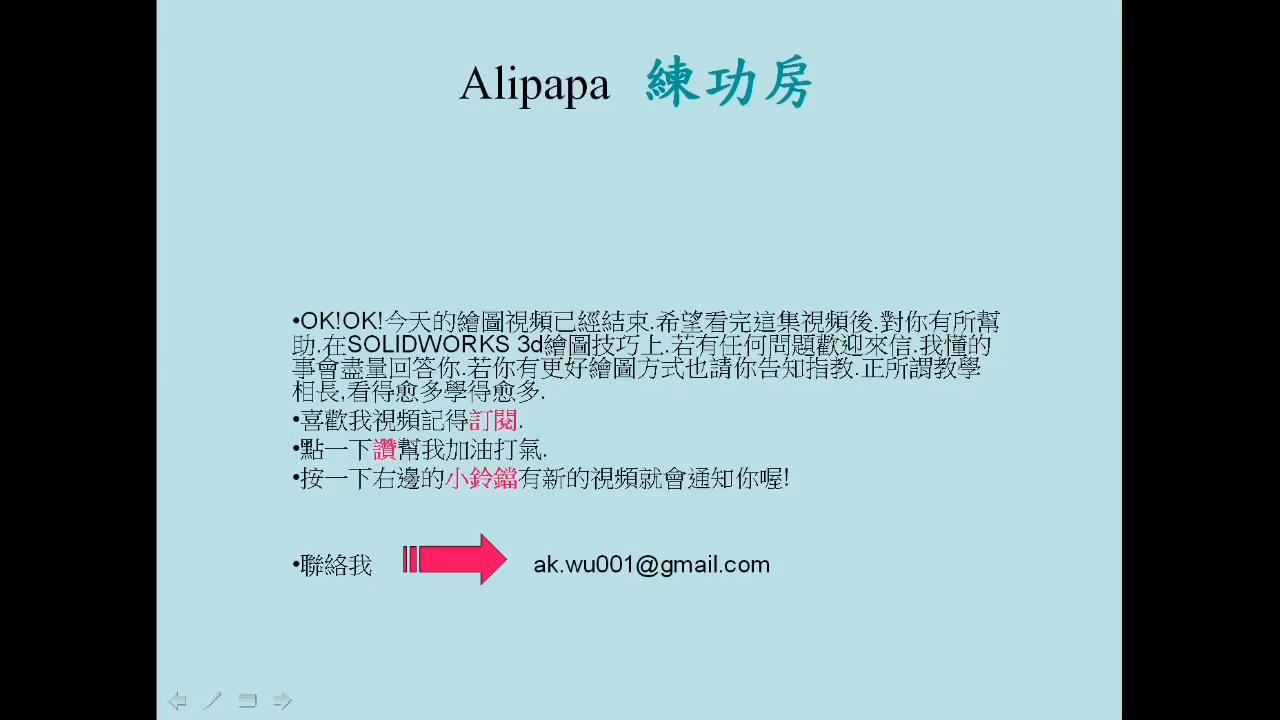 Alipapa 練功房
•OK!OK!今天的繪圖視頻已經結束.希望看完這集視頻後.對你有所幫
助.在SOLIDWORKS 3d繪圖技巧上.若有任何問題歡迎來信.我懂的
事會盡量回答你.若你有更好繪圖方式也請你告知指教.正所謂教學
相長,看得愈多學得愈多.
•喜歡我視頻記得訂閱.
•點一下讚幫我加油打氣.
•按一下右邊的小鈴鐺有新的視頻就會通知你喔!
•聯絡我 ak.wu001@gmail.com